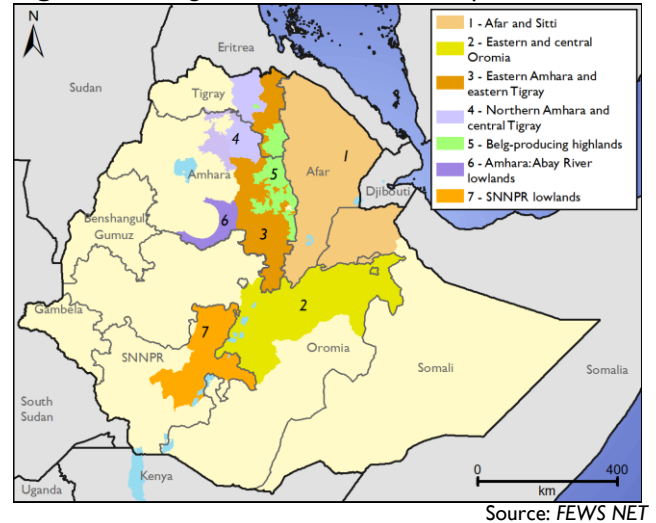 N
Eritrea
Sudan
Tigray
4
1
Amhara
5
Afar
Djibouti
6
Benshangul
Gumuz
3
Gambela
2
7
SNNPR
Oromia
Somali
Somalia
South
Sudan
Kenya
Uganda
0
400
km
1 - Afar and Sitti
2 - Eastern and central
Oromia
3 - Eastern Amhara and
eastern Tigray
4 - Northern Amhara and
central Tigray
5 - Belg-producing highlands
6 - Amhara: Abay River
lowlands
7 - SNNPR lowlands
Source: FEWS NET